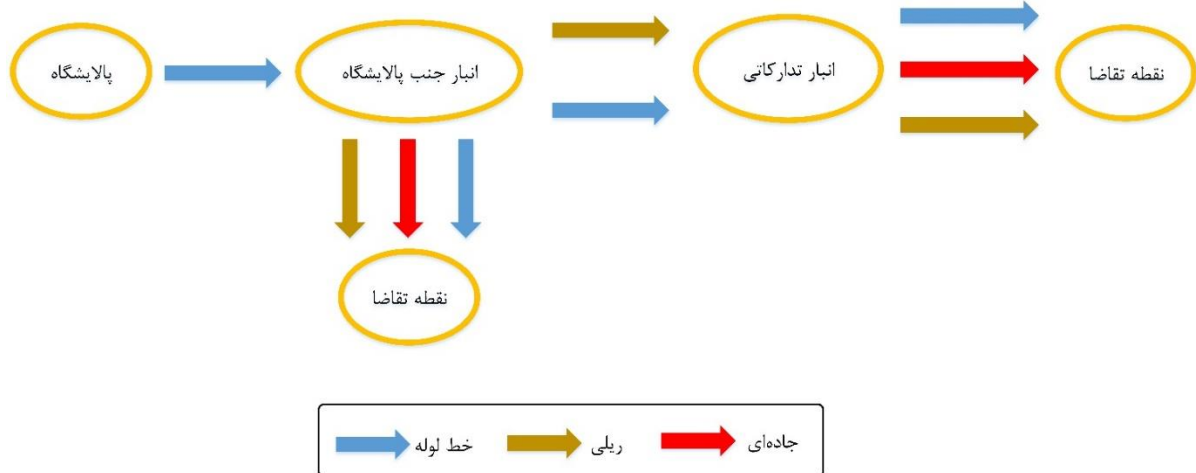 پالایشگاه
انبار جنب پالایشگاه
انبار تدارکاتی
نقطه تقاضا
نقطه تقاضا
خط لوله
ریلی
جاده‌ای